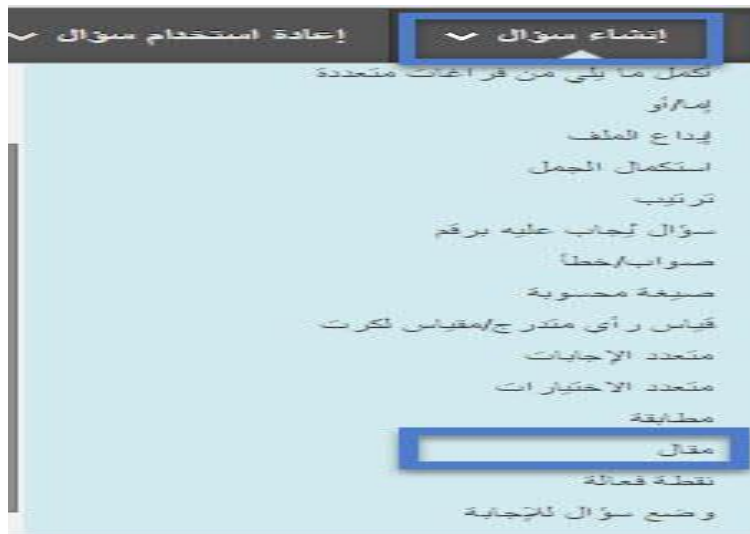 إنشاء سؤال إعادة استخدام سؤال
أكمل ما يلي من فراغات متعددة
إما/أو
إيداع الملف
استكمال الجمل
ترتيب
سؤال يُجاب عليه برقم
صواب/خطأ
صيغة محسوبة
قياس رأي متدرج/مقياس لكرت
متعدد الإجابات
متعدد الاختيارات
مطابقة
مقال
نقطة فعالة
وضع سؤال للإجابة